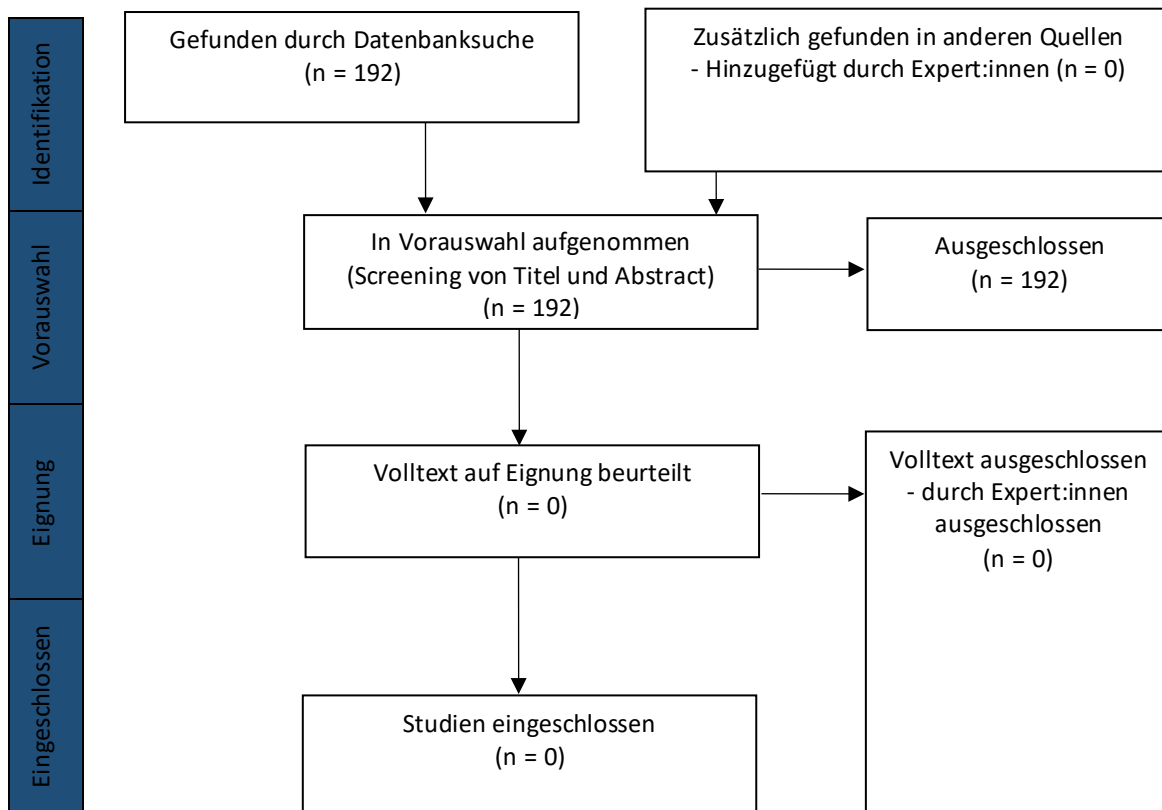 Identifikation
Gefunden durch Datenbanksuche
(n = 192)
Zusätzlich gefunden in anderen Quellen
- Hinzugefügt durch Expert:innen (n = 0)
Vorauswahl
In Vorauswahl aufgenommen
(Screening von Titel und Abstract)
(n = 192)
Ausgeschlossen
(n = 192)
Eignung
Volltext auf Eignung beurteilt
(n = 0)
Volltext ausgeschlossen
- durch Expert:innen
ausgeschlossen
(n = 0)
Eingeschlossen
Studien eingeschlossen
(n = 0)